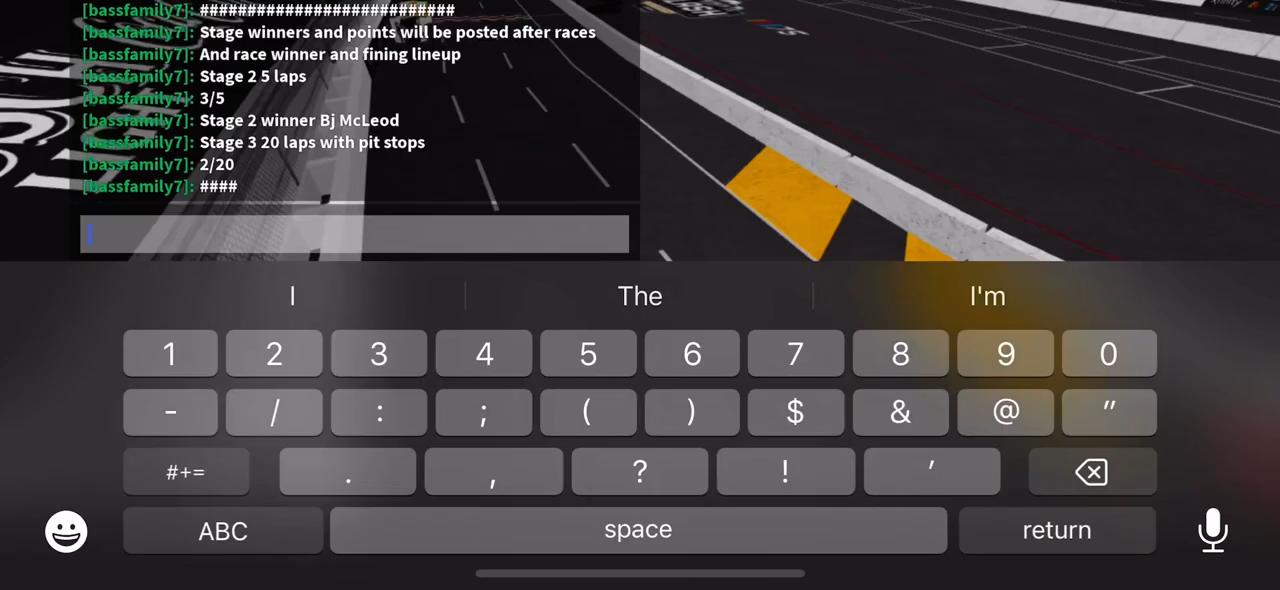 [bassfamily7]: ##########################
[bassfamily7]: Stage winners and points will be posted after races
[bassfamily7]: And race winner and fining lineup
[bassfamily7]: Stage 2 5 laps
[bassfamily7]: 3/5
[bassfamily7]: Stage 2 winner Bj McLeod
[bassfamily7]: Stage 3 20 laps with pit stops
[bassfamily7]: 2/20
[bassfamily7]: ####
I The I'm
1 2 3 4 5 6 7 8 9 0
- / : ; ( ) $ & @ "
#+= . , ? ! '
ABC space return